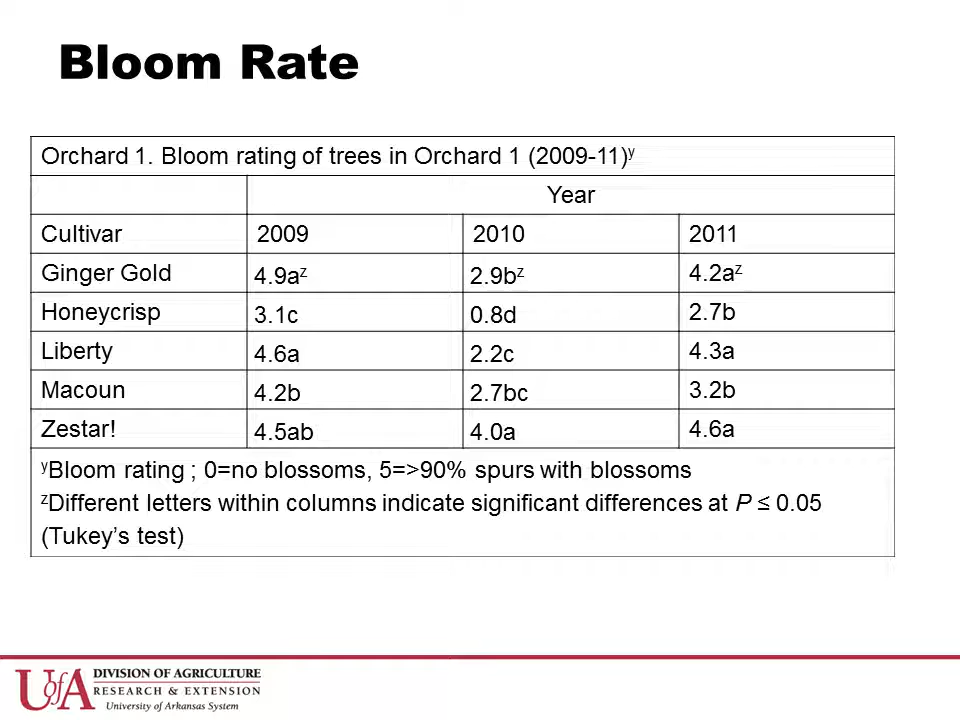 Bloom Rate
Orchard 1. Bloom rating of trees in Orchard 1 (2009-11)ʸ
Year
Cultivar 2009 2010 2011
Ginger Gold 4.9aᶻ 2.9bᶻ 4.2aᶻ
Honeycrisp 3.1c 0.8d 2.7b
Liberty 4.6a 2.2c 4.3a
Macoun 4.2b 2.7bc 3.2b
Zestar! 4.5ab 4.0a 4.6a
ʸBloom rating ; 0=no blossoms, 5=>90% spurs with blossoms
ᶻDifferent letters within columns indicate significant differences at P ≤ 0.05
(Tukey’s test)
UofA
DIVISION OF AGRICULTURE
RESEARCH & EXTENSION
University of Arkansas System